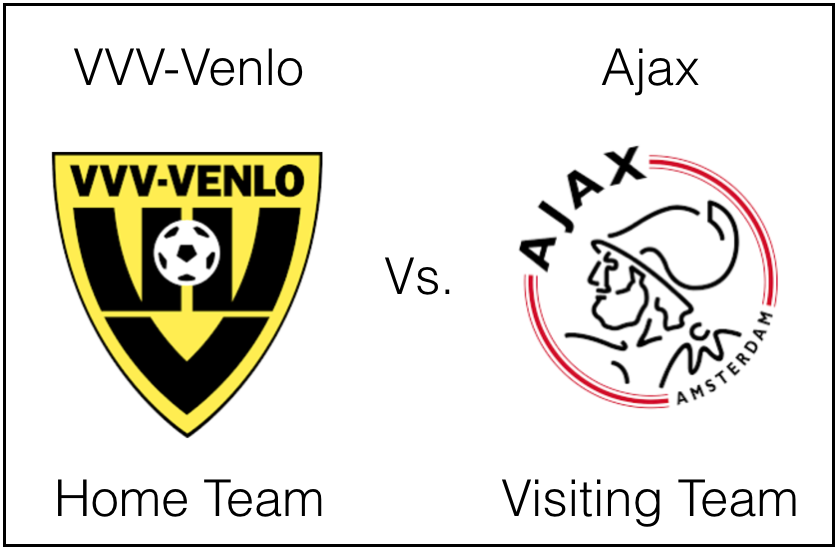 VVV-Venlo
Ajax
VVV-VENLO
AJAX
AMSTERDAM
Vs.
Home Team
Visiting Team